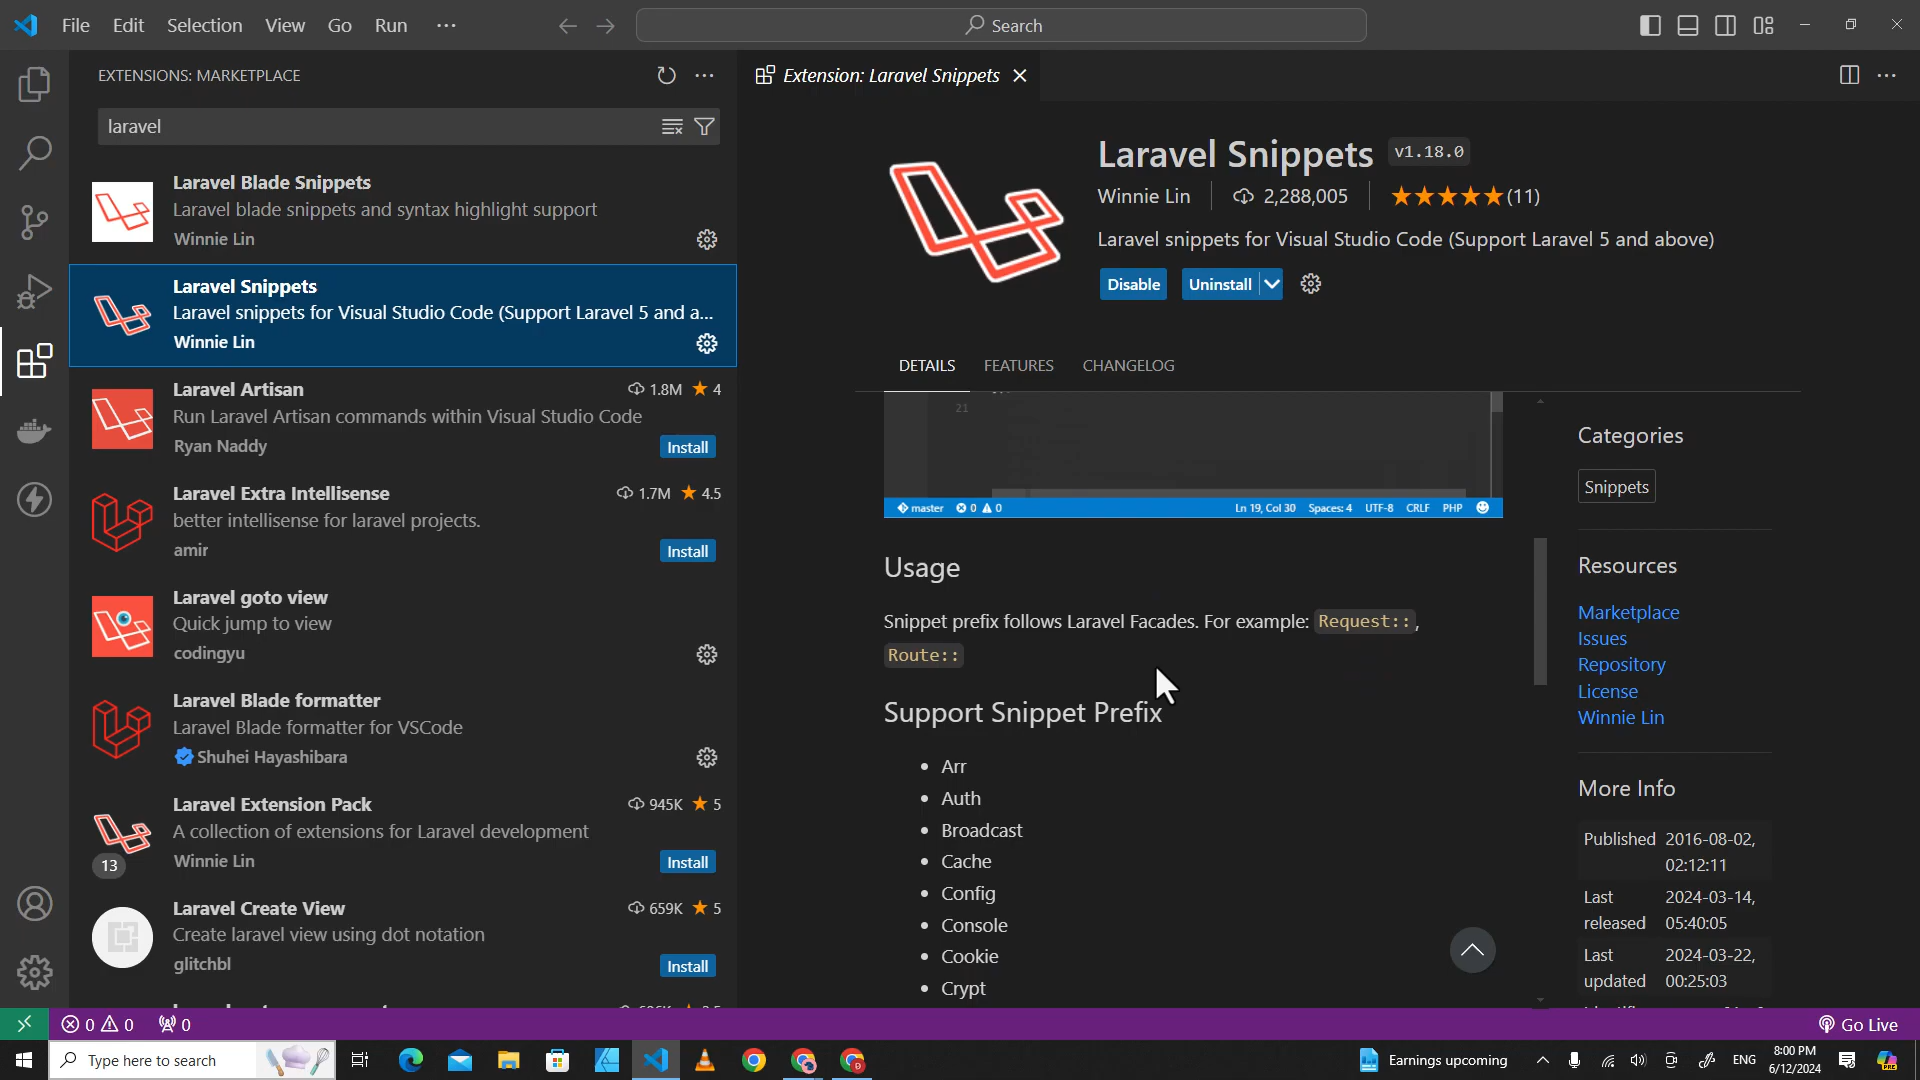 File Edit Selection View Go Run ···
Search
EXTENSIONS: MARKETPLACE
laravel
Laravel Blade Snippets
Laravel blade snippets and syntax highlight support
Winnie Lin
Laravel Snippets
Laravel snippets for Visual Studio Code (Support Laravel 5 and a...
Winnie Lin
Laravel Artisan 1.8M 4
Run Laravel Artisan commands within Visual Studio Code
Ryan Naddy
Install
Laravel Extra Intellisense 1.7M 4.5
better intellisense for laravel projects.
amir
Install
Laravel goto view
Quick jump to view
codingyu
Laravel Blade formatter
Laravel Blade formatter for VSCode
Shuhei Hayashibara
Laravel Extension Pack 945K 5
A collection of extensions for Laravel development
13
Winnie Lin
Install
Laravel Create View 659K 5
Create laravel view using dot notation
glitchbl
Install
Extension: Laravel Snippets
Laravel Snippets v1.18.0
Winnie Lin 2,288,005 (11)
Laravel snippets for Visual Studio Code (Support Laravel 5 and above)
Disable Uninstall
DETAILS FEATURES CHANGELOG
21
master 0 0 Ln 19, Col 30 Spaces: 4 UTF-8 CRLF PHP
Usage
Snippet prefix follows Laravel Facades. For example: Request:: ,
Route::
Support Snippet Prefix
• Arr
• Auth
• Broadcast
• Cache
• Config
• Console
• Cookie
• Crypt
Categories
Snippets
Resources
Marketplace
Issues
Repository
License
Winnie Lin
More Info
Published 2016-08-02,
02:12:11
Last 2024-03-14,
released 05:40:05
Last 2024-03-22,
updated 00:25:03
0 0 0
Go Live
Type here to search
Earnings upcoming
ENG
8:00 PM
6/12/2024